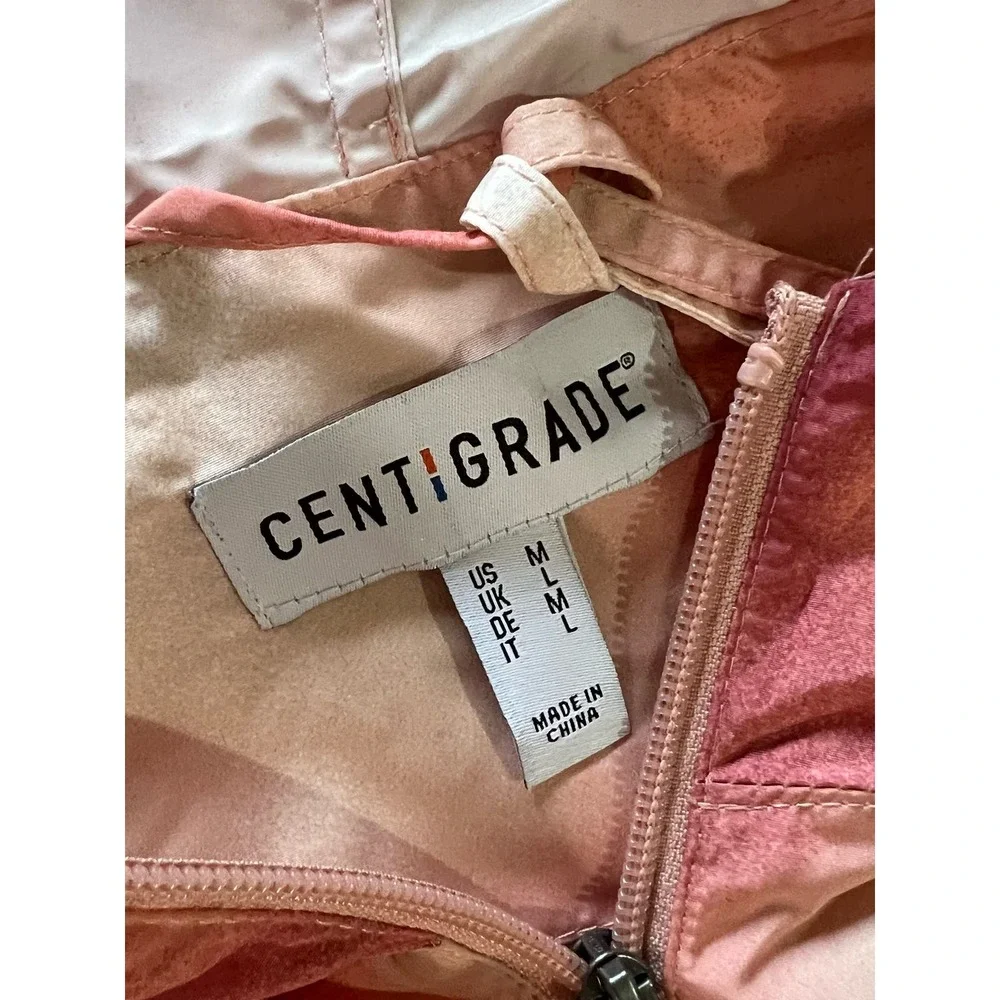 CENTIGRADE®
US M
UK L
DE M
IT L
MADE IN
CHINA